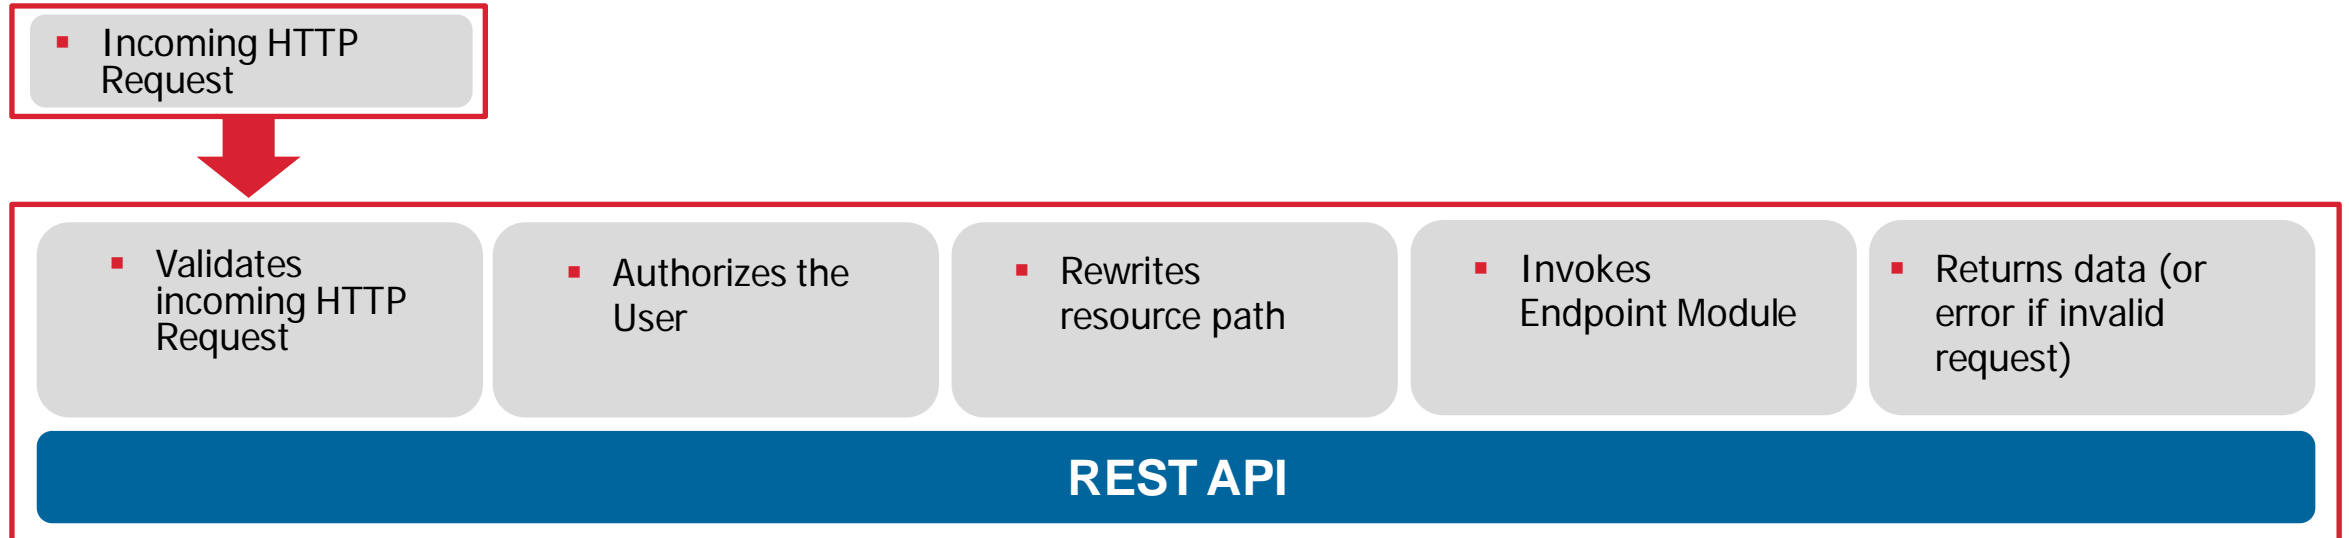 ▪ Incoming HTTP
Request
▪ Validates
incoming HTTP
Request
▪ Authorizes the
User
▪ Rewrites
resource path
▪ Invokes
Endpoint Module
▪ Returns data (or
error if invalid
request)
REST API